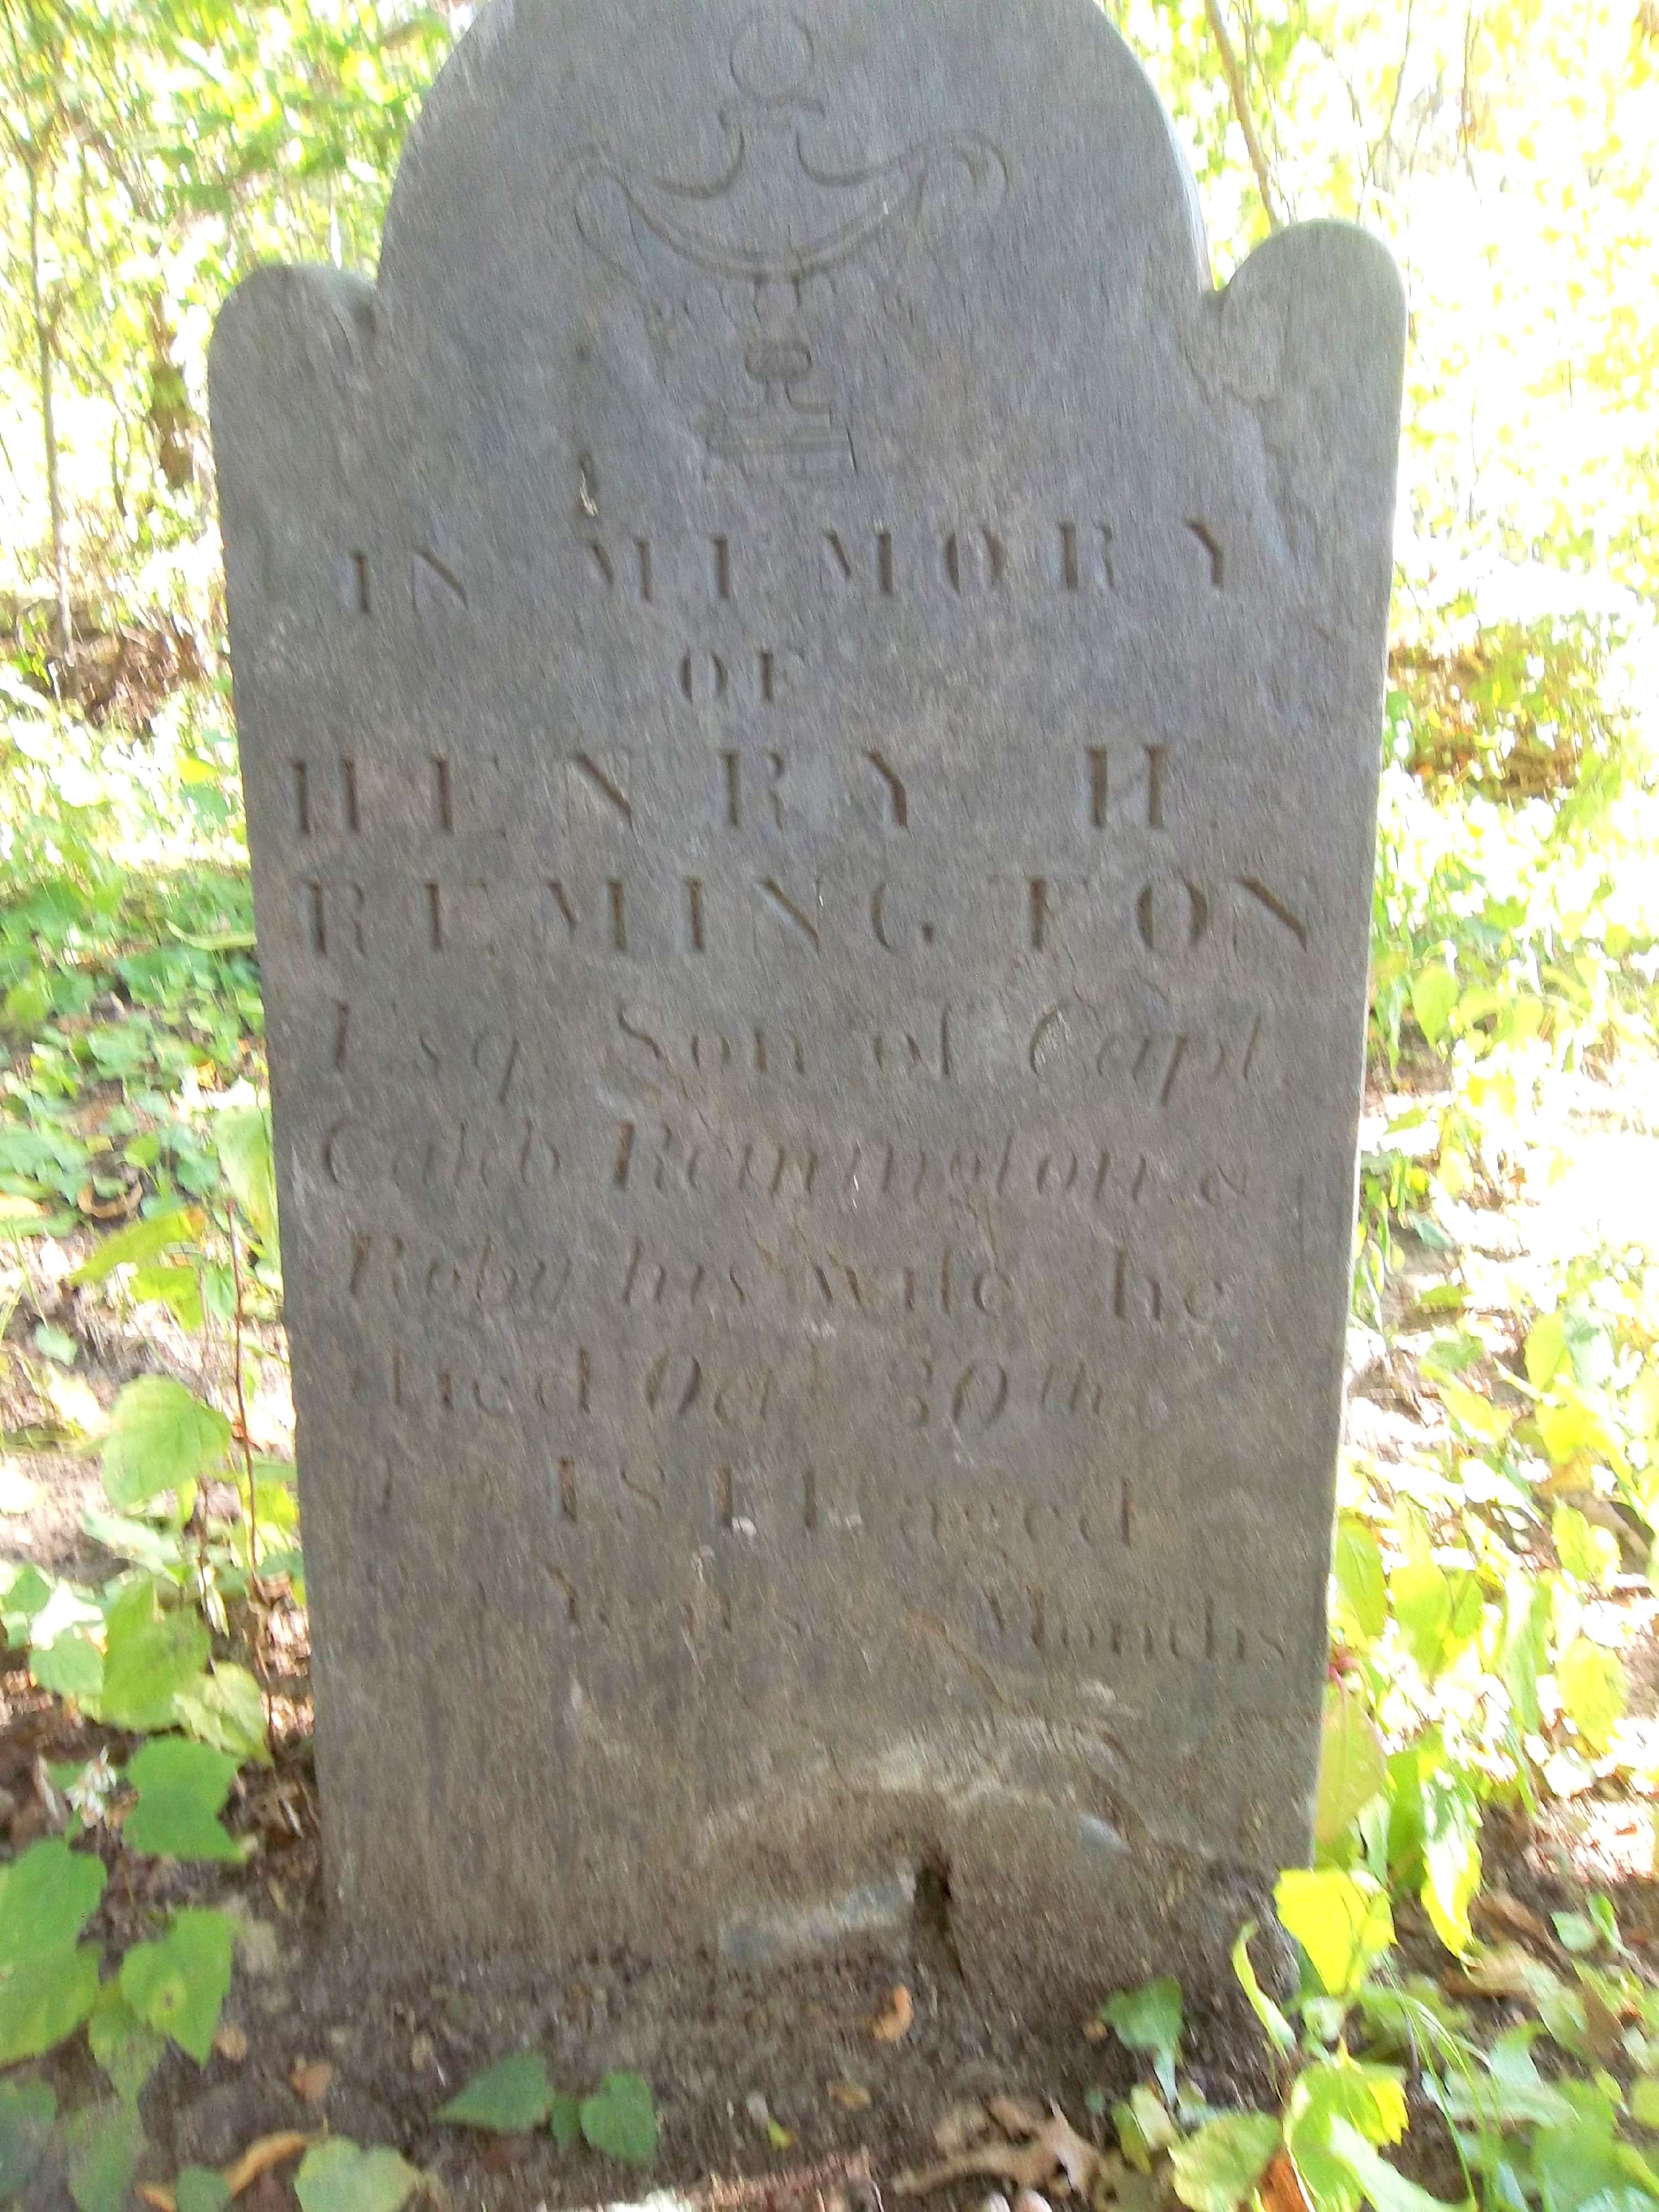 IN MEMORY
OF
HENRY H
REMINGTON
Esq Son of Capt
Caleb Remington &
Roby his wife he
died Oct 30th
1811 aged
Months